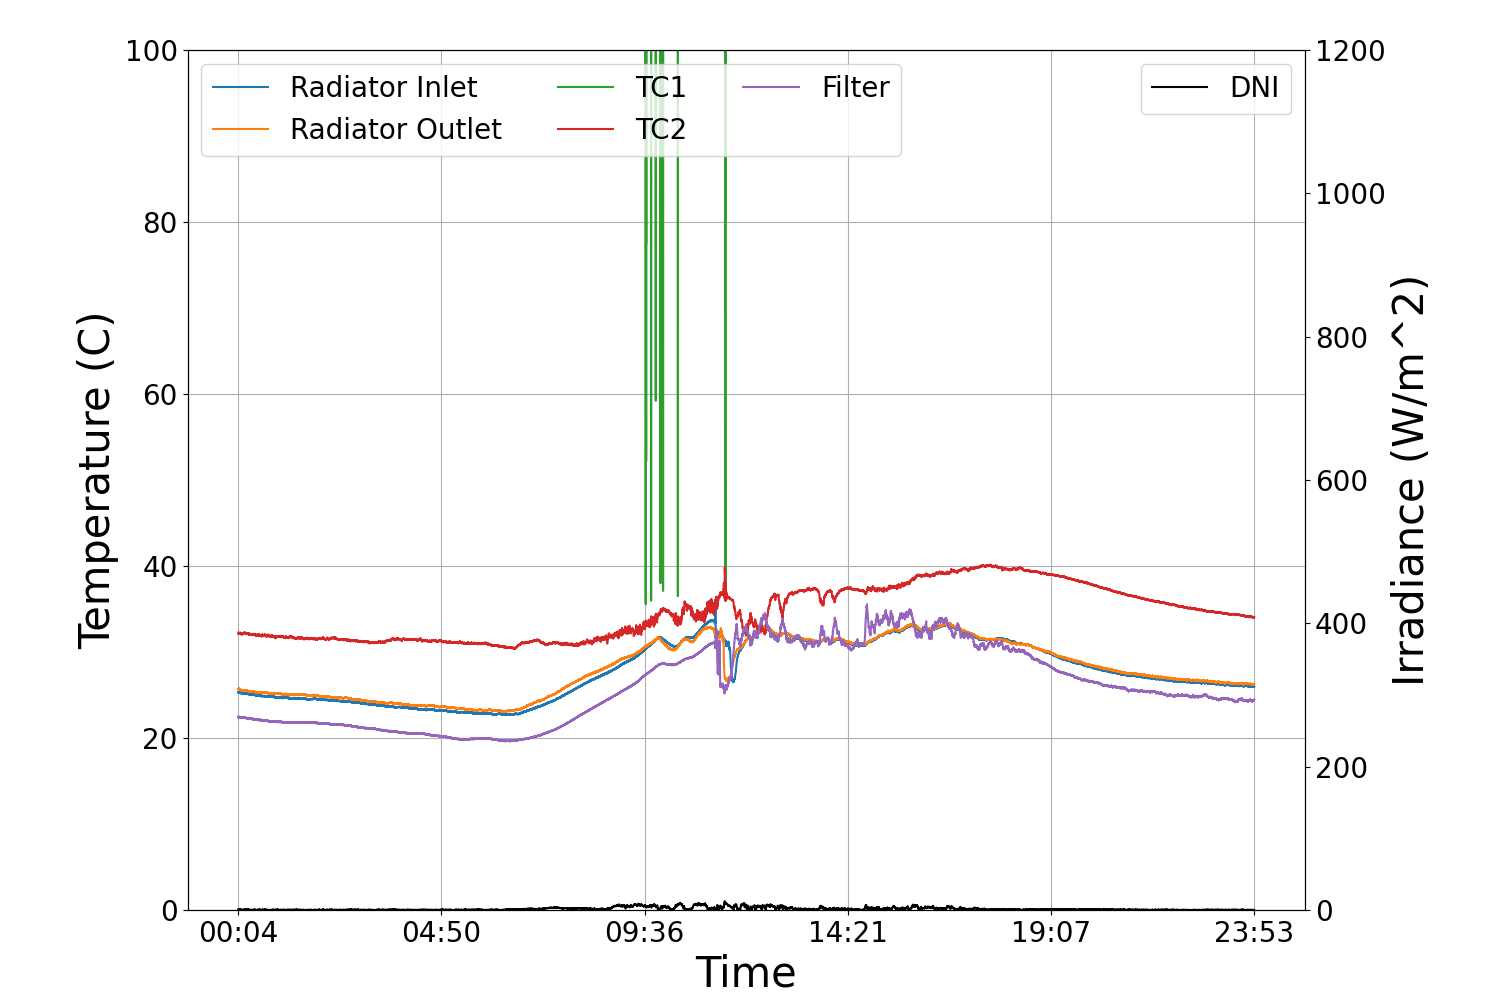 Radiator Inlet
Radiator Outlet
TC1
TC2
Filter
DNI
100
80
60
40
20
0
Temperature (C)
1200
1000
800
600
400
200
0
Irradiance (W/m^2)
00:04 04:50 09:36 14:21 19:07 23:53
Time